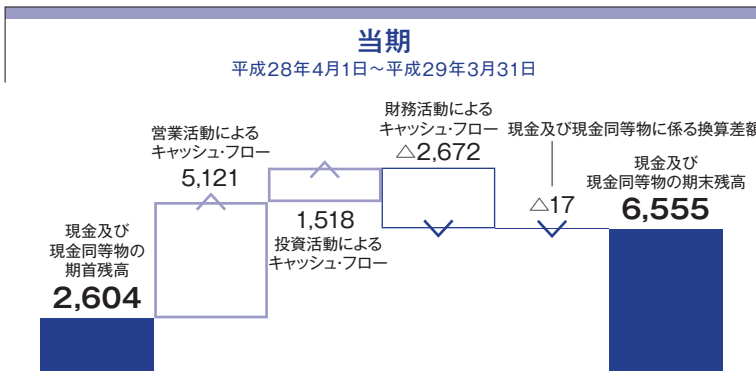 当期
平成28年4月1日～平成29年3月31日
現金及び
現金同等物の
期首残高
2,604
営業活動による
キャッシュ・フロー
5,121
1,518
投資活動による
キャッシュ・フロー
財務活動による
キャッシュ・フロー
△2,672
現金及び現金同等物に係る換算差額
△17
現金及び
現金同等物の期末残高
6,555